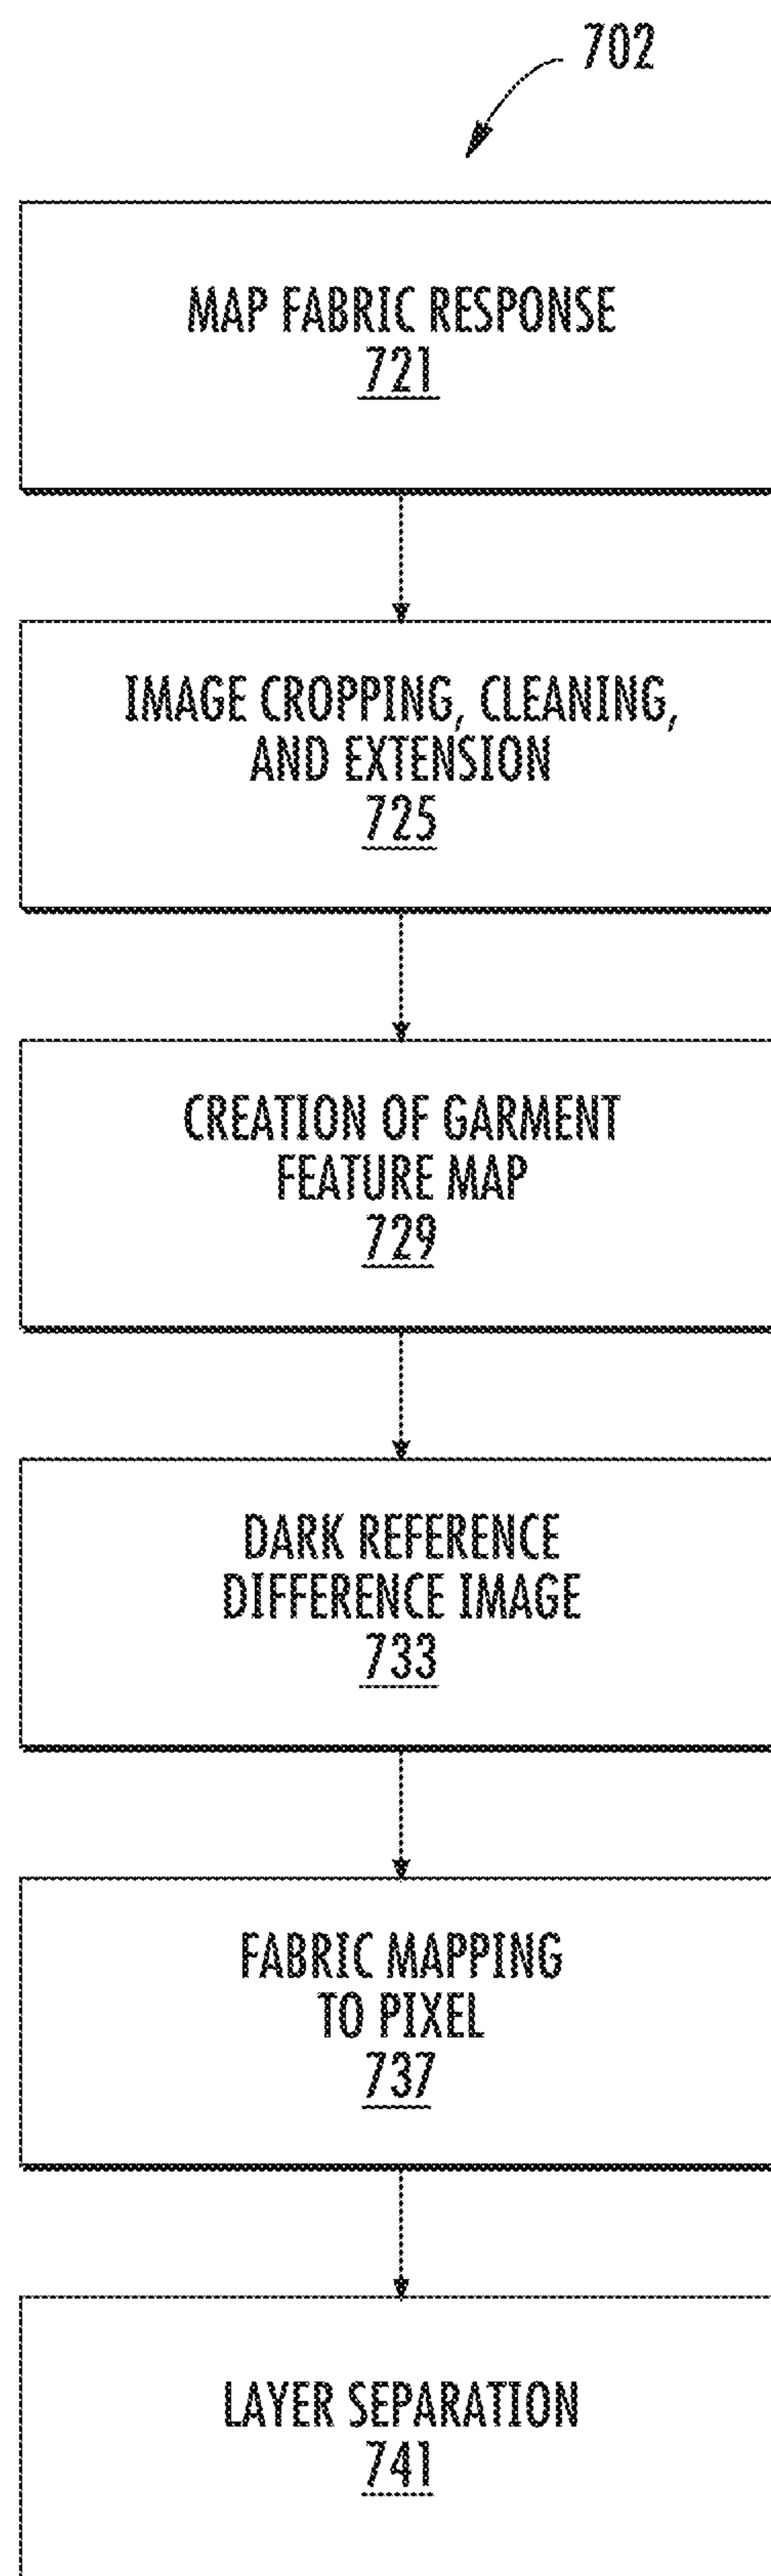 702
MAP FABRIC RESPONSE
721
IMAGE CROPPING, CLEANING,
AND EXTENSION
725
CREATION OF GARMENT
FEATURE MAP
729
DARK REFERENCE
DIFFERENCE IMAGE
733
FABRIC MAPPING
TO PIXEL
737
LAYER SEPARATION
741